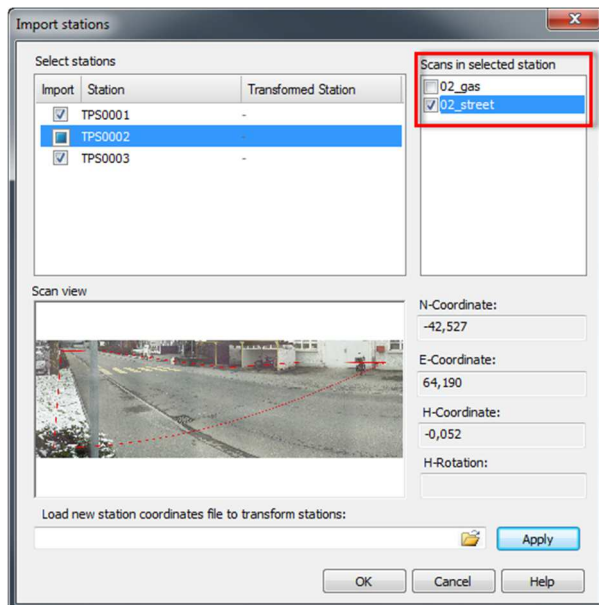 Import stations
Select stations
Import Station Transformed Station
TPS0001 -
TPS0002 -
TPS0003 -
Scans in selected station
02_gas
02_street
Scan view
N-Coordinate:
-42,527
E-Coordinate:
64,190
H-Coordinate:
-0,052
H-Rotation:
Load new station coordinates file to transform stations:
Apply
OK Cancel Help